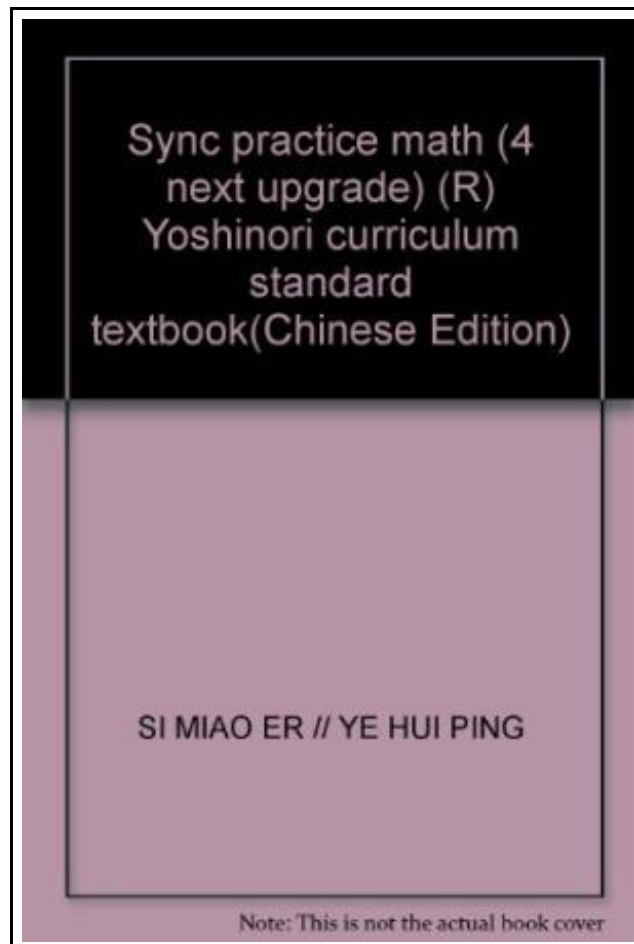 Sync practice math (4
next upgrade) (R)
Yoshinori curriculum
standard
textbook(Chinese Edition)
SI MIAO ER // YE HUI PING
Note: This is not the actual book cover